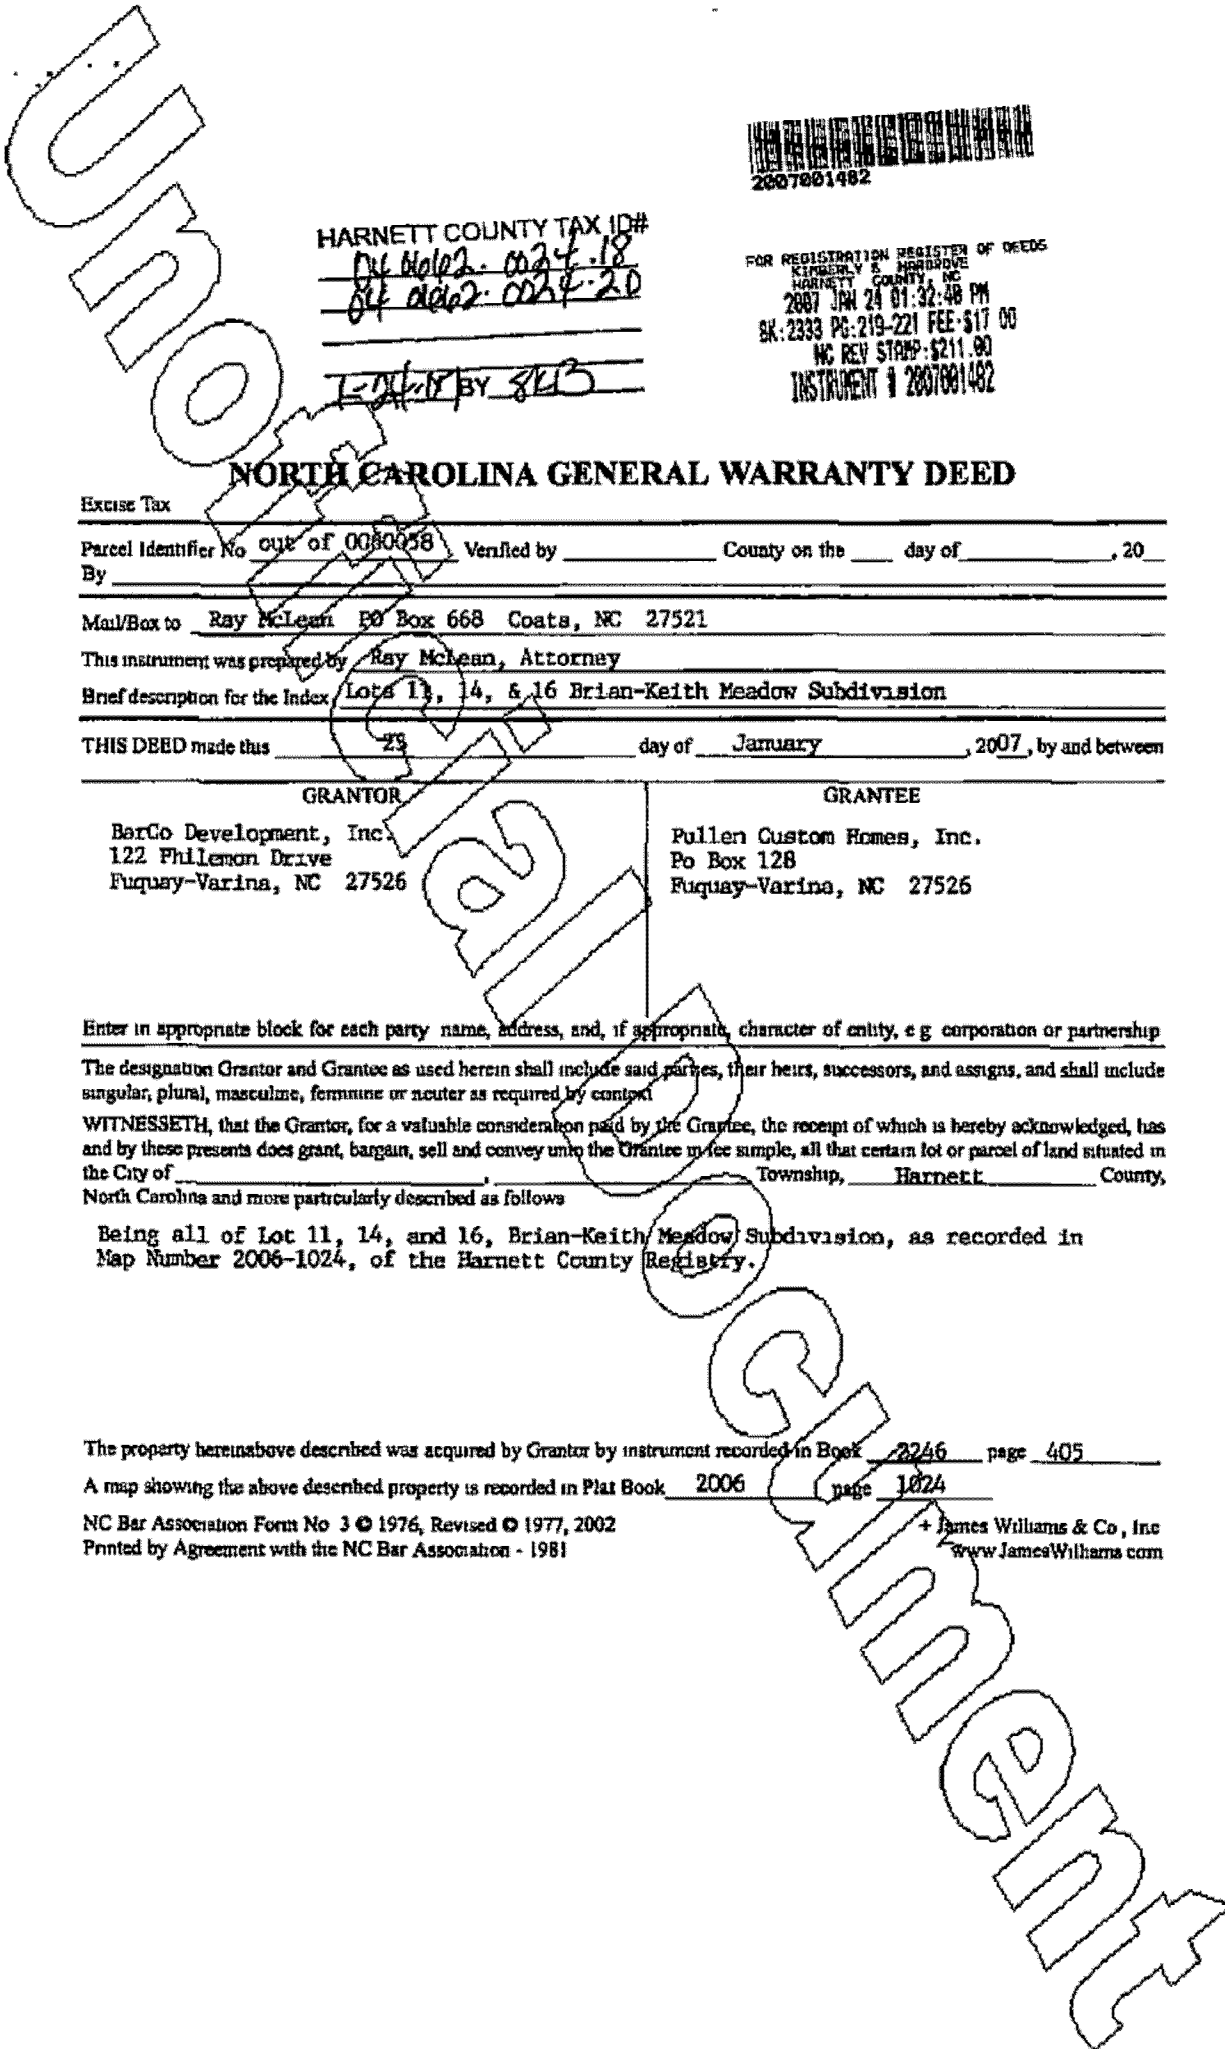 2007001482
HARNETT COUNTY TAX ID#
04 0662. 0024.18
04 0662. 0024.20
BY SKB
FOR REGISTRATION REGISTER OF DEEDS
KIMBERLY S HARGROVE
HARNETT COUNTY, NC
2007 JAN 24 01:32:48 PM
BK:2333 PG:219-221 FEE:$17 00
NC REV STAMP:$211.00
INSTRUMENT # 2007001482
NORTH CAROLINA GENERAL WARRANTY DEED
Excise Tax
Parcel Identifier No out of 0080058 Verified by County on the day of , 20
By
Mail/Box to Ray McLean PO Box 668 Coats, NC 27521
This instrument was prepared by Ray McLean, Attorney
Brief description for the Index Lots 11, 14, & 16 Brian-Keith Meadow Subdivision
THIS DEED made this day of January , 2007, by and between
GRANTOR GRANTEE
BarCo Development, Inc. Pullen Custom Homes, Inc.
122 Philemon Drive Po Box 128
Fuquay-Varina, NC 27526 Fuquay-Varina, NC 27526
Enter in appropriate block for each party name, address, and, if appropriate, character of entity, e g corporation or partnership
The designation Grantor and Grantee as used herein shall include said parties, their heirs, successors, and assigns, and shall include
singular, plural, masculine, feminine or neuter as required by context
WITNESSETH, that the Grantor, for a valuable consideration paid by the Grantee, the receipt of which is hereby acknowledged, has
and by these presents does grant, bargain, sell and convey unto the Grantee in fee simple, all that certain lot or parcel of land situated in
the City of , Township, Harnett County,
North Carolina and more particularly described as follows
Being all of Lot 11, 14, and 16, Brian-Keith Meadow Subdivision, as recorded in
Map Number 2006-1024, of the Harnett County Registry.
The property hereinabove described was acquired by Grantor by instrument recorded in Book 2246 page 405
A map showing the above described property is recorded in Plat Book 2006 page 1024
NC Bar Association Form No 3 © 1976, Revised © 1977, 2002 + James Williams & Co, Inc
Printed by Agreement with the NC Bar Association - 1981 www JamesWilliams com
Unofficial Document